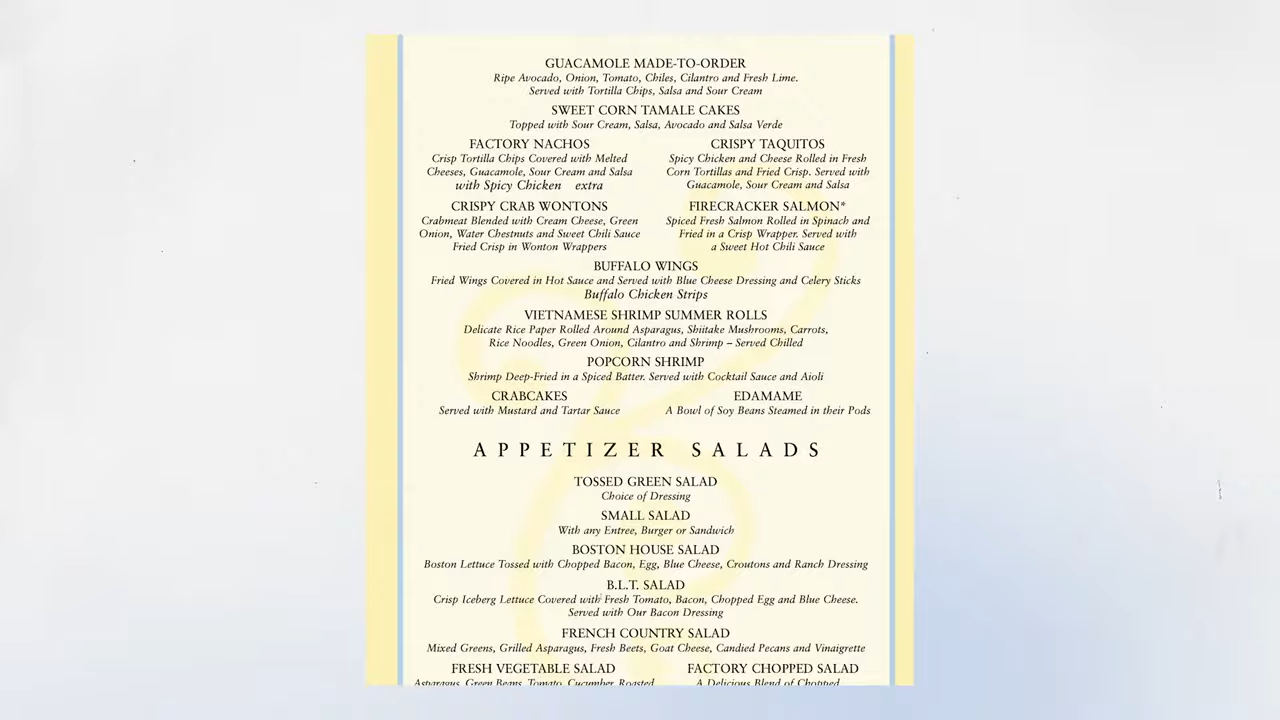 GUACAMOLE MADE-TO-ORDER
Ripe Avocado, Onion, Tomato, Chiles, Cilantro and Fresh Lime.
Served with Tortilla Chips, Salsa and Sour Cream
SWEET CORN TAMALE CAKES
Topped with Sour Cream, Salsa, Avocado and Salsa Verde
FACTORY NACHOS
Crisp Tortilla Chips Covered with Melted
Cheeses, Guacamole, Sour Cream and Salsa
with Spicy Chicken extra
CRISPY TAQUITOS
Spicy Chicken and Cheese Rolled in Fresh
Corn Tortillas and Fried Crisp. Served with
Guacamole, Sour Cream and Salsa
CRISPY CRAB WONTONS
Crabmeat Blended with Cream Cheese, Green
Onion, Water Chestnuts and Sweet Chili Sauce
Fried Crisp in Wonton Wrappers
FIRECRACKER SALMON*
Spiced Fresh Salmon Rolled in Spinach and
Fried in a Crisp Wrapper. Served with
a Sweet Hot Chili Sauce
BUFFALO WINGS
Fried Wings Covered in Hot Sauce and Served with Blue Cheese Dressing and Celery Sticks
Buffalo Chicken Strips
VIETNAMESE SHRIMP SUMMER ROLLS
Delicate Rice Paper Rolled Around Asparagus, Shiitake Mushrooms, Carrots,
Rice Noodles, Green Onion, Cilantro and Shrimp – Served Chilled
POPCORN SHRIMP
Shrimp Deep-Fried in a Spiced Batter. Served with Cocktail Sauce and Aioli
CRABCAKES
Served with Mustard and Tartar Sauce
EDAMAME
A Bowl of Soy Beans Steamed in their Pods
APPETIZER SALADS
TOSSED GREEN SALAD
Choice of Dressing
SMALL SALAD
With any Entree, Burger or Sandwich
BOSTON HOUSE SALAD
Boston Lettuce Tossed with Chopped Bacon, Egg, Blue Cheese, Croutons and Ranch Dressing
B.L.T. SALAD
Crisp Iceberg Lettuce Covered with Fresh Tomato, Bacon, Chopped Egg and Blue Cheese.
Served with Our Bacon Dressing
FRENCH COUNTRY SALAD
Mixed Greens, Grilled Asparagus, Fresh Beets, Goat Cheese, Candied Pecans and Vinaigrette
FRESH VEGETABLE SALAD
Asparagus, Green Beans, Tomato, Cucumber, Roasted
FACTORY CHOPPED SALAD
A Delicious Blend of Chopped